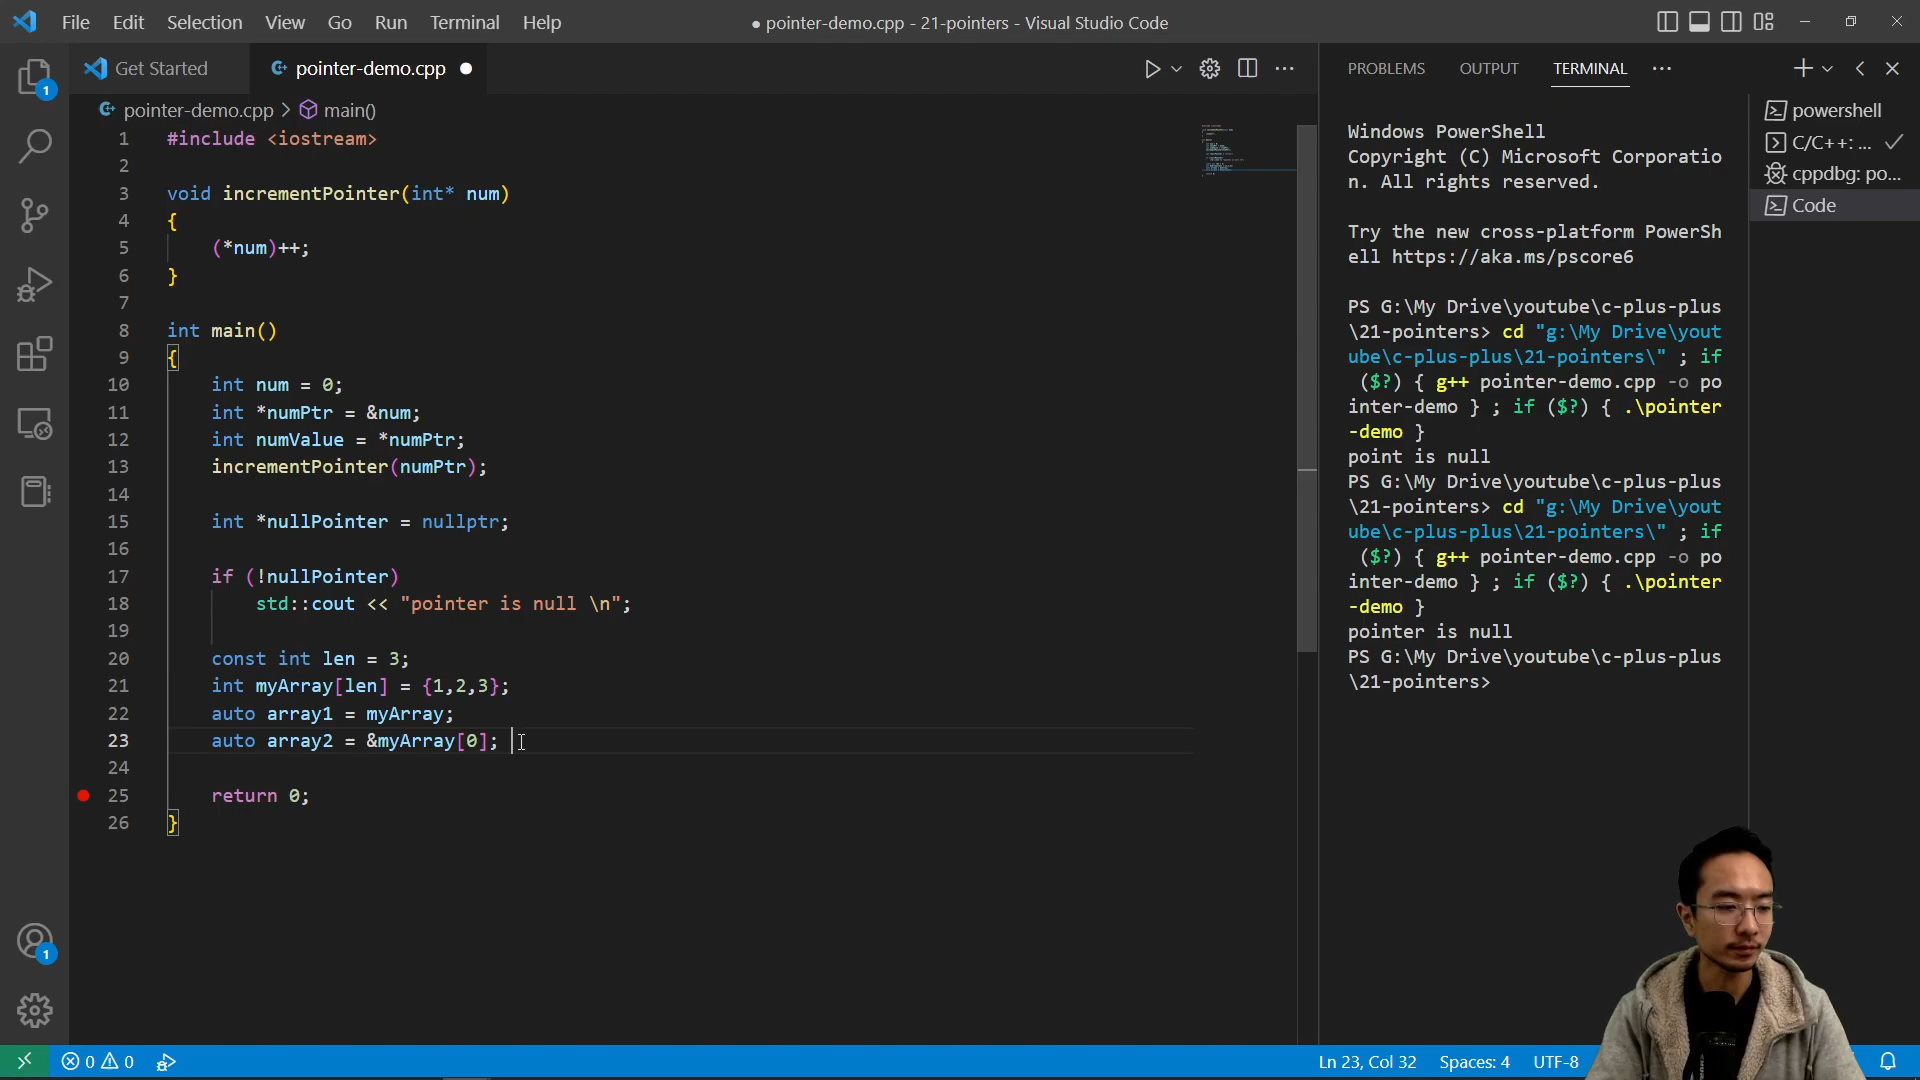 File Edit Selection View Go Run Terminal Help
● pointer-demo.cpp - 21-pointers - Visual Studio Code
Get Started
pointer-demo.cpp
pointer-demo.cpp > main()
1 #include <iostream>
2
3 void incrementPointer(int* num)
4 {
5 (*num)++;
6 }
7
8 int main()
9 {
10 int num = 0;
11 int *numPtr = &num;
12 int numValue = *numPtr;
13 incrementPointer(numPtr);
14
15 int *nullPointer = nullptr;
16
17 if (!nullPointer)
18 std::cout << "pointer is null \n";
19
20 const int len = 3;
21 int myArray[len] = {1,2,3};
22 auto array1 = myArray;
23 auto array2 = &myArray[0];
24
25 return 0;
26 }
PROBLEMS OUTPUT TERMINAL
Windows PowerShell
Copyright (C) Microsoft Corporatio
n. All rights reserved.
Try the new cross-platform PowerSh
ell https://aka.ms/pscore6
PS G:\My Drive\youtube\c-plus-plus
\21-pointers> cd "g:\My Drive\yout
ube\c-plus-plus\21-pointers\" ; if
($?) { g++ pointer-demo.cpp -o po
inter-demo } ; if ($?) { .\pointer
-demo }
point is null
PS G:\My Drive\youtube\c-plus-plus
\21-pointers> cd "g:\My Drive\yout
ube\c-plus-plus\21-pointers\" ; if
($?) { g++ pointer-demo.cpp -o po
inter-demo } ; if ($?) { .\pointer
-demo }
pointer is null
PS G:\My Drive\youtube\c-plus-plus
\21-pointers>
powershell
C/C++: ...
cppdbg: po...
Code
1
1
0 0
Ln 23, Col 32
Spaces: 4
UTF-8